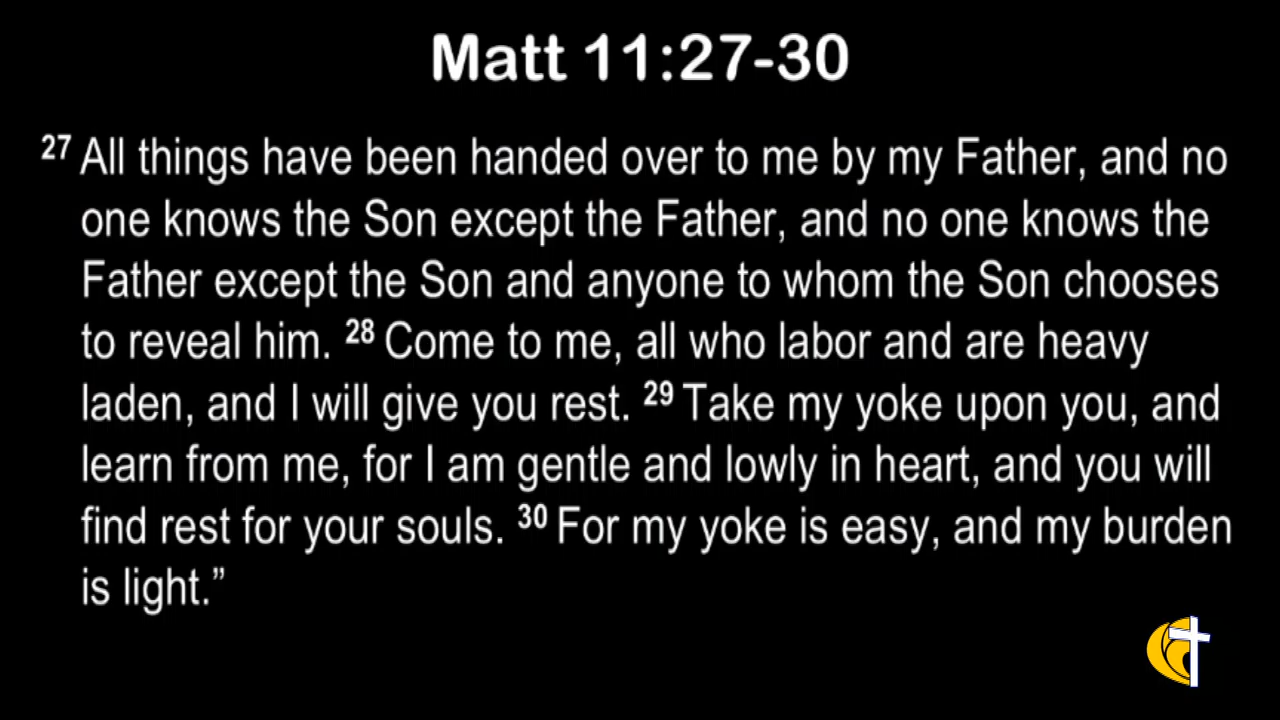 Matt 11:27-30
27 All things have been handed over to me by my Father, and no
one knows the Son except the Father, and no one knows the
Father except the Son and anyone to whom the Son chooses
to reveal him. 28 Come to me, all who labor and are heavy
laden, and I will give you rest. 29 Take my yoke upon you, and
learn from me, for I am gentle and lowly in heart, and you will
find rest for your souls. 30 For my yoke is easy, and my burden
is light.”